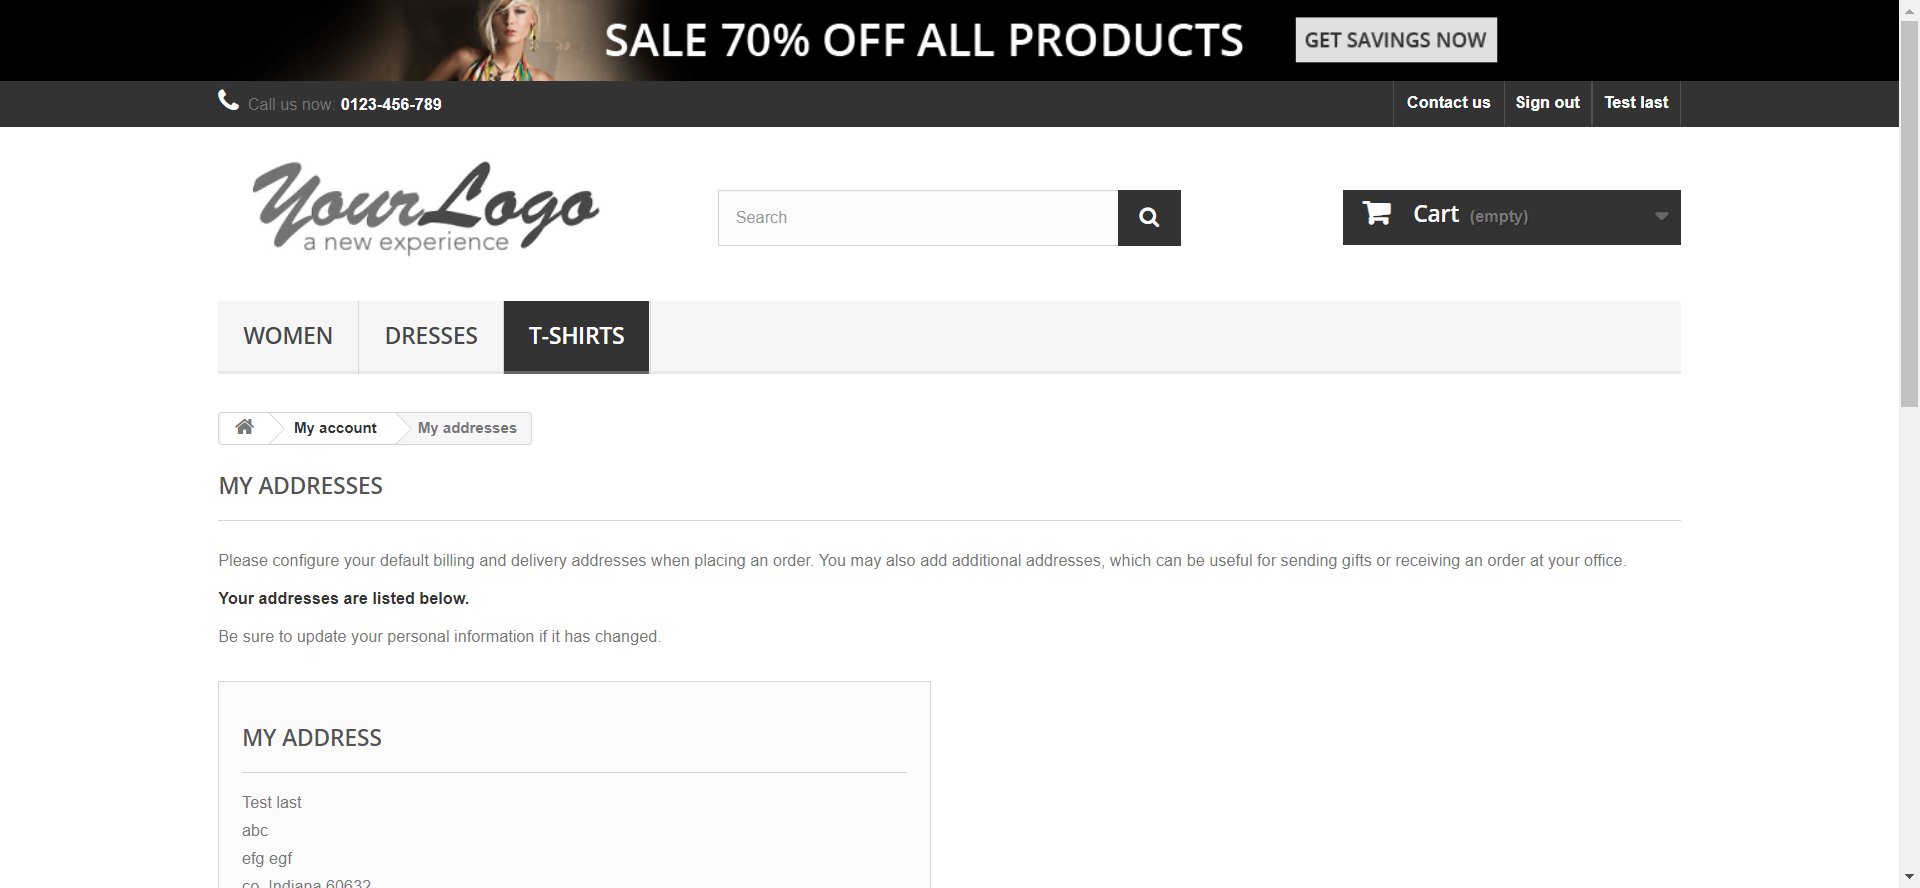 SALE 70% OFF ALL PRODUCTS GET SAVINGS NOW
Call us now: 0123-456-789 Contact us Sign out Test last
YourLogo
a new experience
Search Cart (empty)
WOMEN DRESSES T-SHIRTS
My account My addresses
MY ADDRESSES
Please configure your default billing and delivery addresses when placing an order. You may also add additional addresses, which can be useful for sending gifts or receiving an order at your office.
Your addresses are listed below.
Be sure to update your personal information if it has changed.
MY ADDRESS
Test last
abc
efg egf
co, Indiana 60632